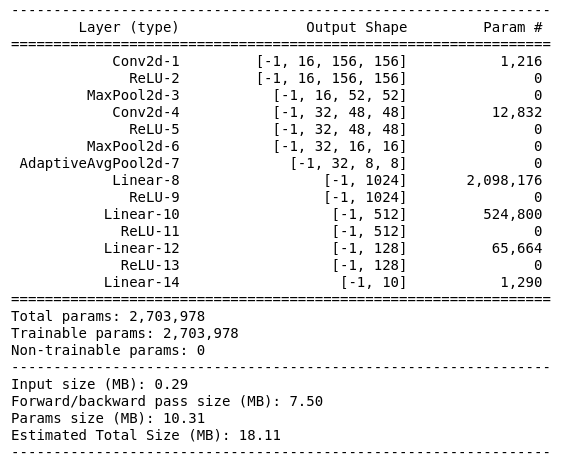 ----------------------------------------------------------------
        Layer (type)               Output Shape         Param #
================================================================
            Conv2d-1         [-1, 16, 156, 156]           1,216
              ReLU-2         [-1, 16, 156, 156]               0
         MaxPool2d-3           [-1, 16, 52, 52]               0
            Conv2d-4           [-1, 32, 48, 48]          12,832
              ReLU-5           [-1, 32, 48, 48]               0
         MaxPool2d-6           [-1, 32, 16, 16]               0
 AdaptiveAvgPool2d-7             [-1, 32, 8, 8]               0
            Linear-8                 [-1, 1024]       2,098,176
              ReLU-9                 [-1, 1024]               0
           Linear-10                  [-1, 512]         524,800
             ReLU-11                  [-1, 512]               0
           Linear-12                  [-1, 128]          65,664
             ReLU-13                  [-1, 128]               0
           Linear-14                   [-1, 10]           1,290
================================================================
Total params: 2,703,978
Trainable params: 2,703,978
Non-trainable params: 0
----------------------------------------------------------------
Input size (MB): 0.29
Forward/backward pass size (MB): 7.50
Params size (MB): 10.31
Estimated Total Size (MB): 18.11
----------------------------------------------------------------